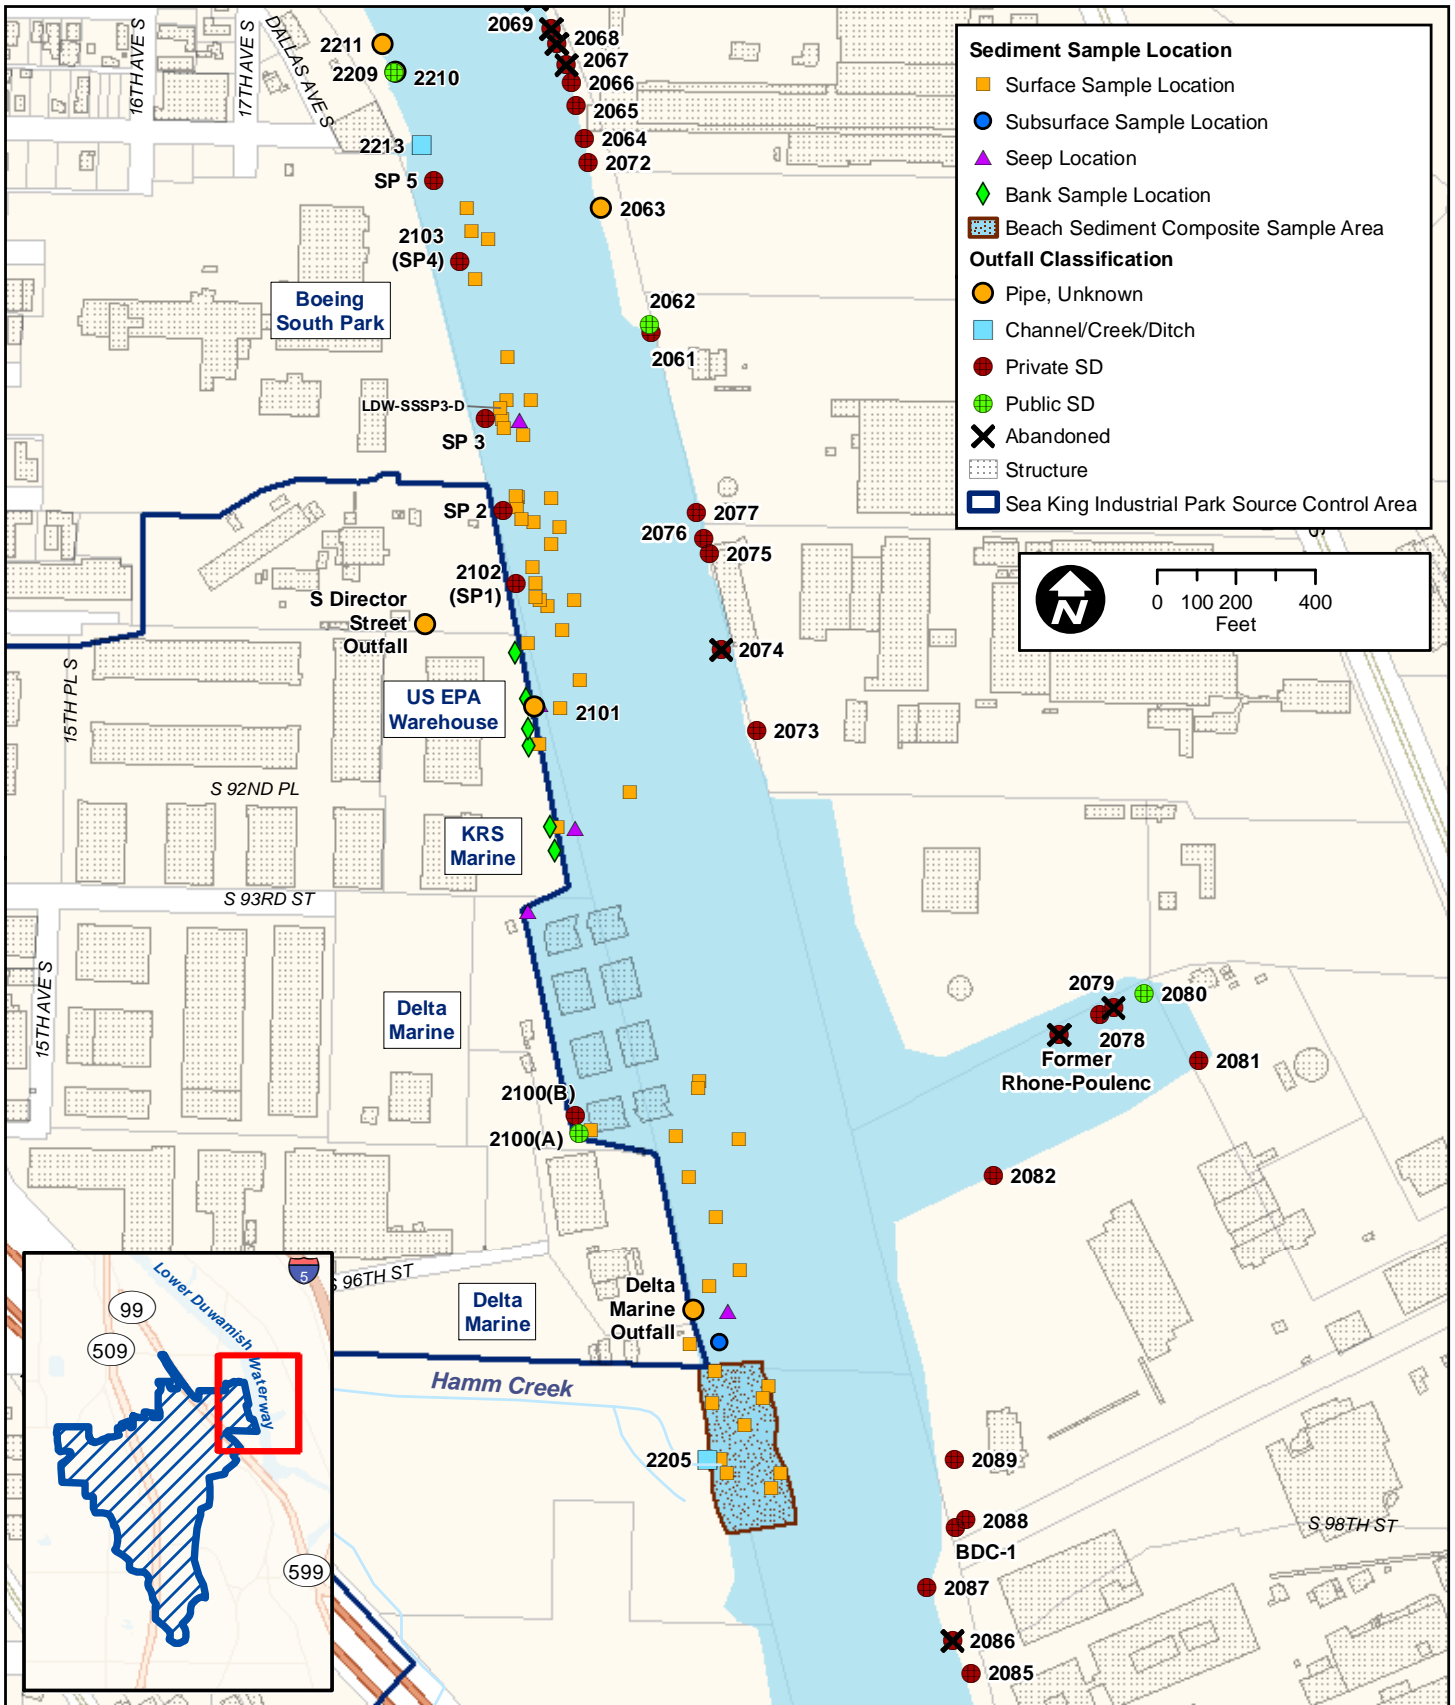 Sediment Sample Location
Surface Sample Location
Subsurface Sample Location
Seep Location
Bank Sample Location
Beach Sediment Composite Sample Area
Outfall Classification
Pipe, Unknown
Channel/Creek/Ditch
Private SD
Public SD
Abandoned
Structure
Sea King Industrial Park Source Control Area
N
0 100 200 400
Feet
16TH AVE S
17TH AVE S
DALLAS AVE S
2211
2209
2210
2213
SP 5
2103
(SP4)
Boeing
South Park
LDW-SSSP3-D
SP 3
SP 2
2102
(SP1)
S Director
Street
Outfall
US EPA
Warehouse
2101
15TH PL S
S 92ND PL
KRS
Marine
S 93RD ST
15TH AVE S
Delta
Marine
2100(B)
2100(A)
S 96TH ST
Delta
Marine
Delta
Marine
Outfall
Hamm Creek
2205
2069
2068
2067
2066
2065
2064
2072
2063
2062
2061
2077
2076
2075
2074
2073
2079
2080
2078
Former
Rhone-Poulenc
2081
2082
2089
2088
BDC-1
S 98TH ST
2087
2086
2085
Lower Duwamish
Waterway
5
99
509
599